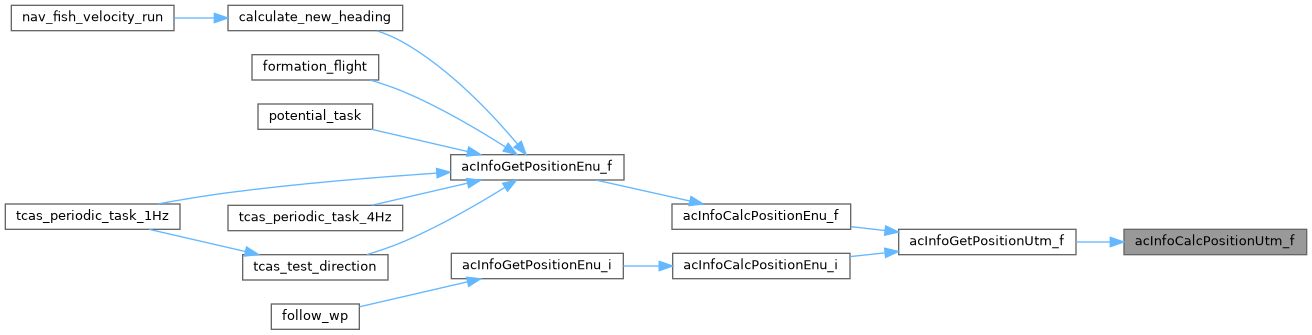 nav_fish_velocity_run
calculate_new_heading
formation_flight
potential_task
acInfoGetPositionEnu_f
tcas_periodic_task_1Hz
tcas_periodic_task_4Hz
acInfoCalcPositionEnu_f
acInfoGetPositionUtm_f
acInfoCalcPositionUtm_f
tcas_test_direction
acInfoGetPositionEnu_i
acInfoCalcPositionEnu_i
follow_wp